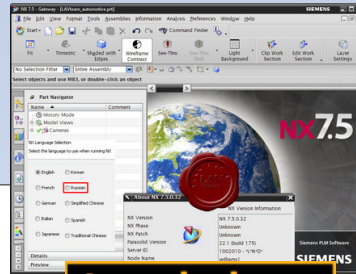 NX 7.5 - Gateway - [LAYteam_automotive.prt]
SIEMENS
File Edit View Format Tools Assemblies Information Analysis Preferences Window Help
Start
Command Finder
Fit
Trimetric
Shaded with Edges
Wireframe Contrast
See-Thru
See-Thru
Light Background
Clip Work Section
Edit Work Section
Layer Settings
No Selection Filter
Entire Assembly
Select objects and use MB3, or double-click an object
Part Navigator
Name
Comment
History Mode
Model Views
Cameras
NX Language Selection
Select the language to use when running NX
English
Korean
French
Russian
German
Simplified Chinese
Italian
Spanish
Japanese
Traditional Chinese
Details
Preview
NX7.5
About NX 7.5.0.32
NX Version Information
NX Version
NX 7.5.0.32
NX Phase
Unknown
NX Patch
Unknown
Parasolid Version
22.1 (build 175)
Server ID
Node Name
williams1
Siemens PLM Software
SIEMENS